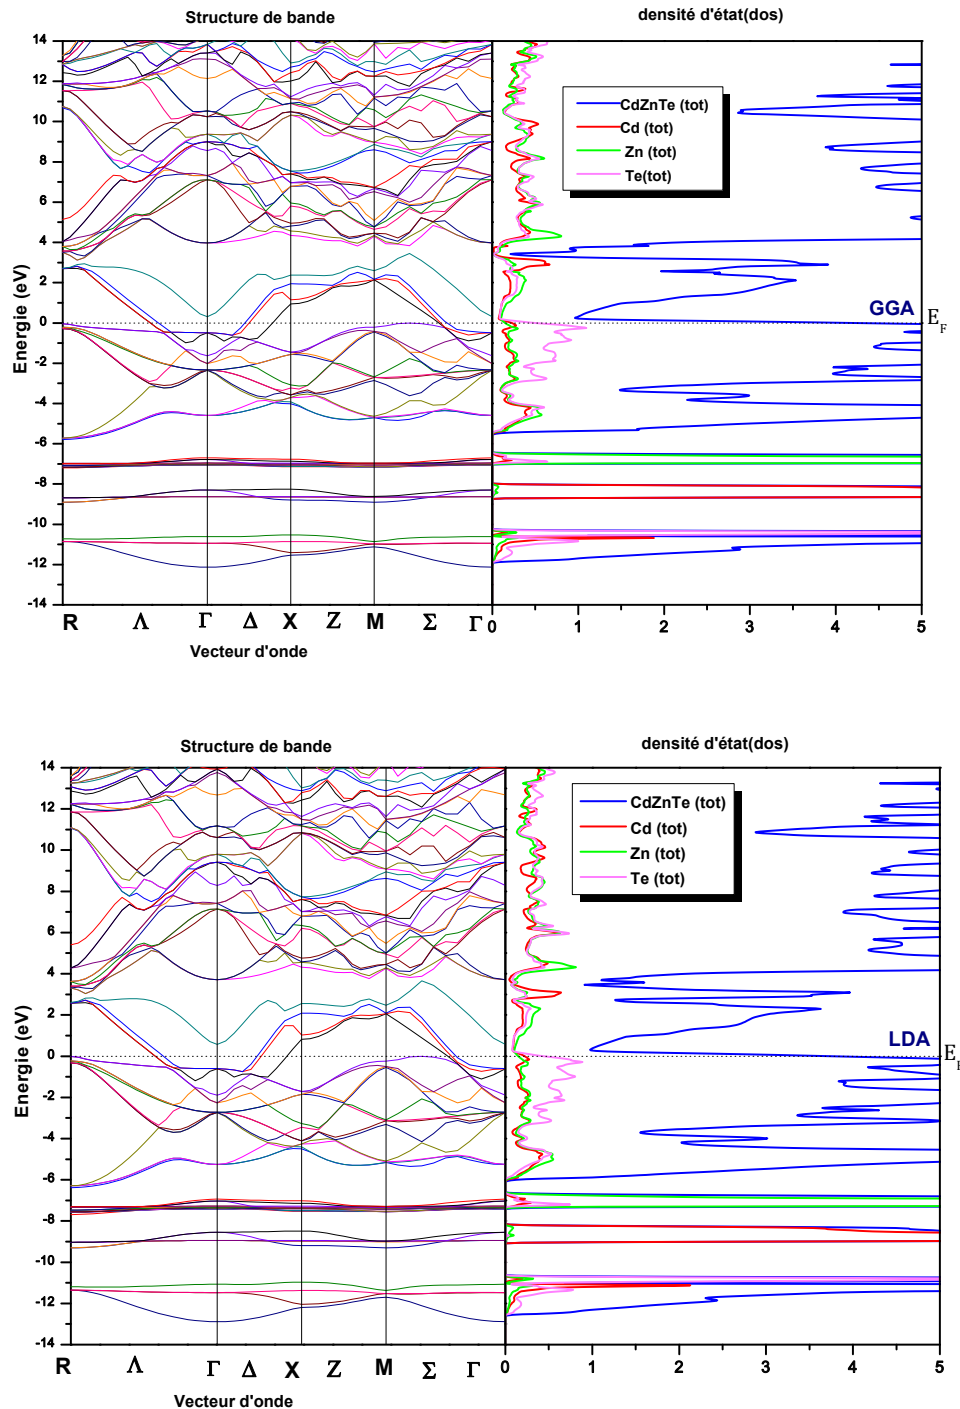 Structure de bande
densité d'état(dos)
14
12
10
8
6
4
2
0
-2
-4
-6
-8
-10
-12
-14
Energie (eV)
CdZnTe (tot)
Cd (tot)
Zn (tot)
Te(tot)
GGA
E_F
R Λ Γ Δ X Z M Σ Γ
0 1 2 3 4 5
Vecteur d'onde
Structure de bande
densité d'état(dos)
14
12
10
8
6
4
2
0
-2
-4
-6
-8
-10
-12
-14
Energie (eV)
CdZnTe (tot)
Cd (tot)
Zn (tot)
Te (tot)
LDA
E_F
R Λ Γ Δ X Z M Σ Γ
0 1 2 3 4 5
Vecteur d'onde